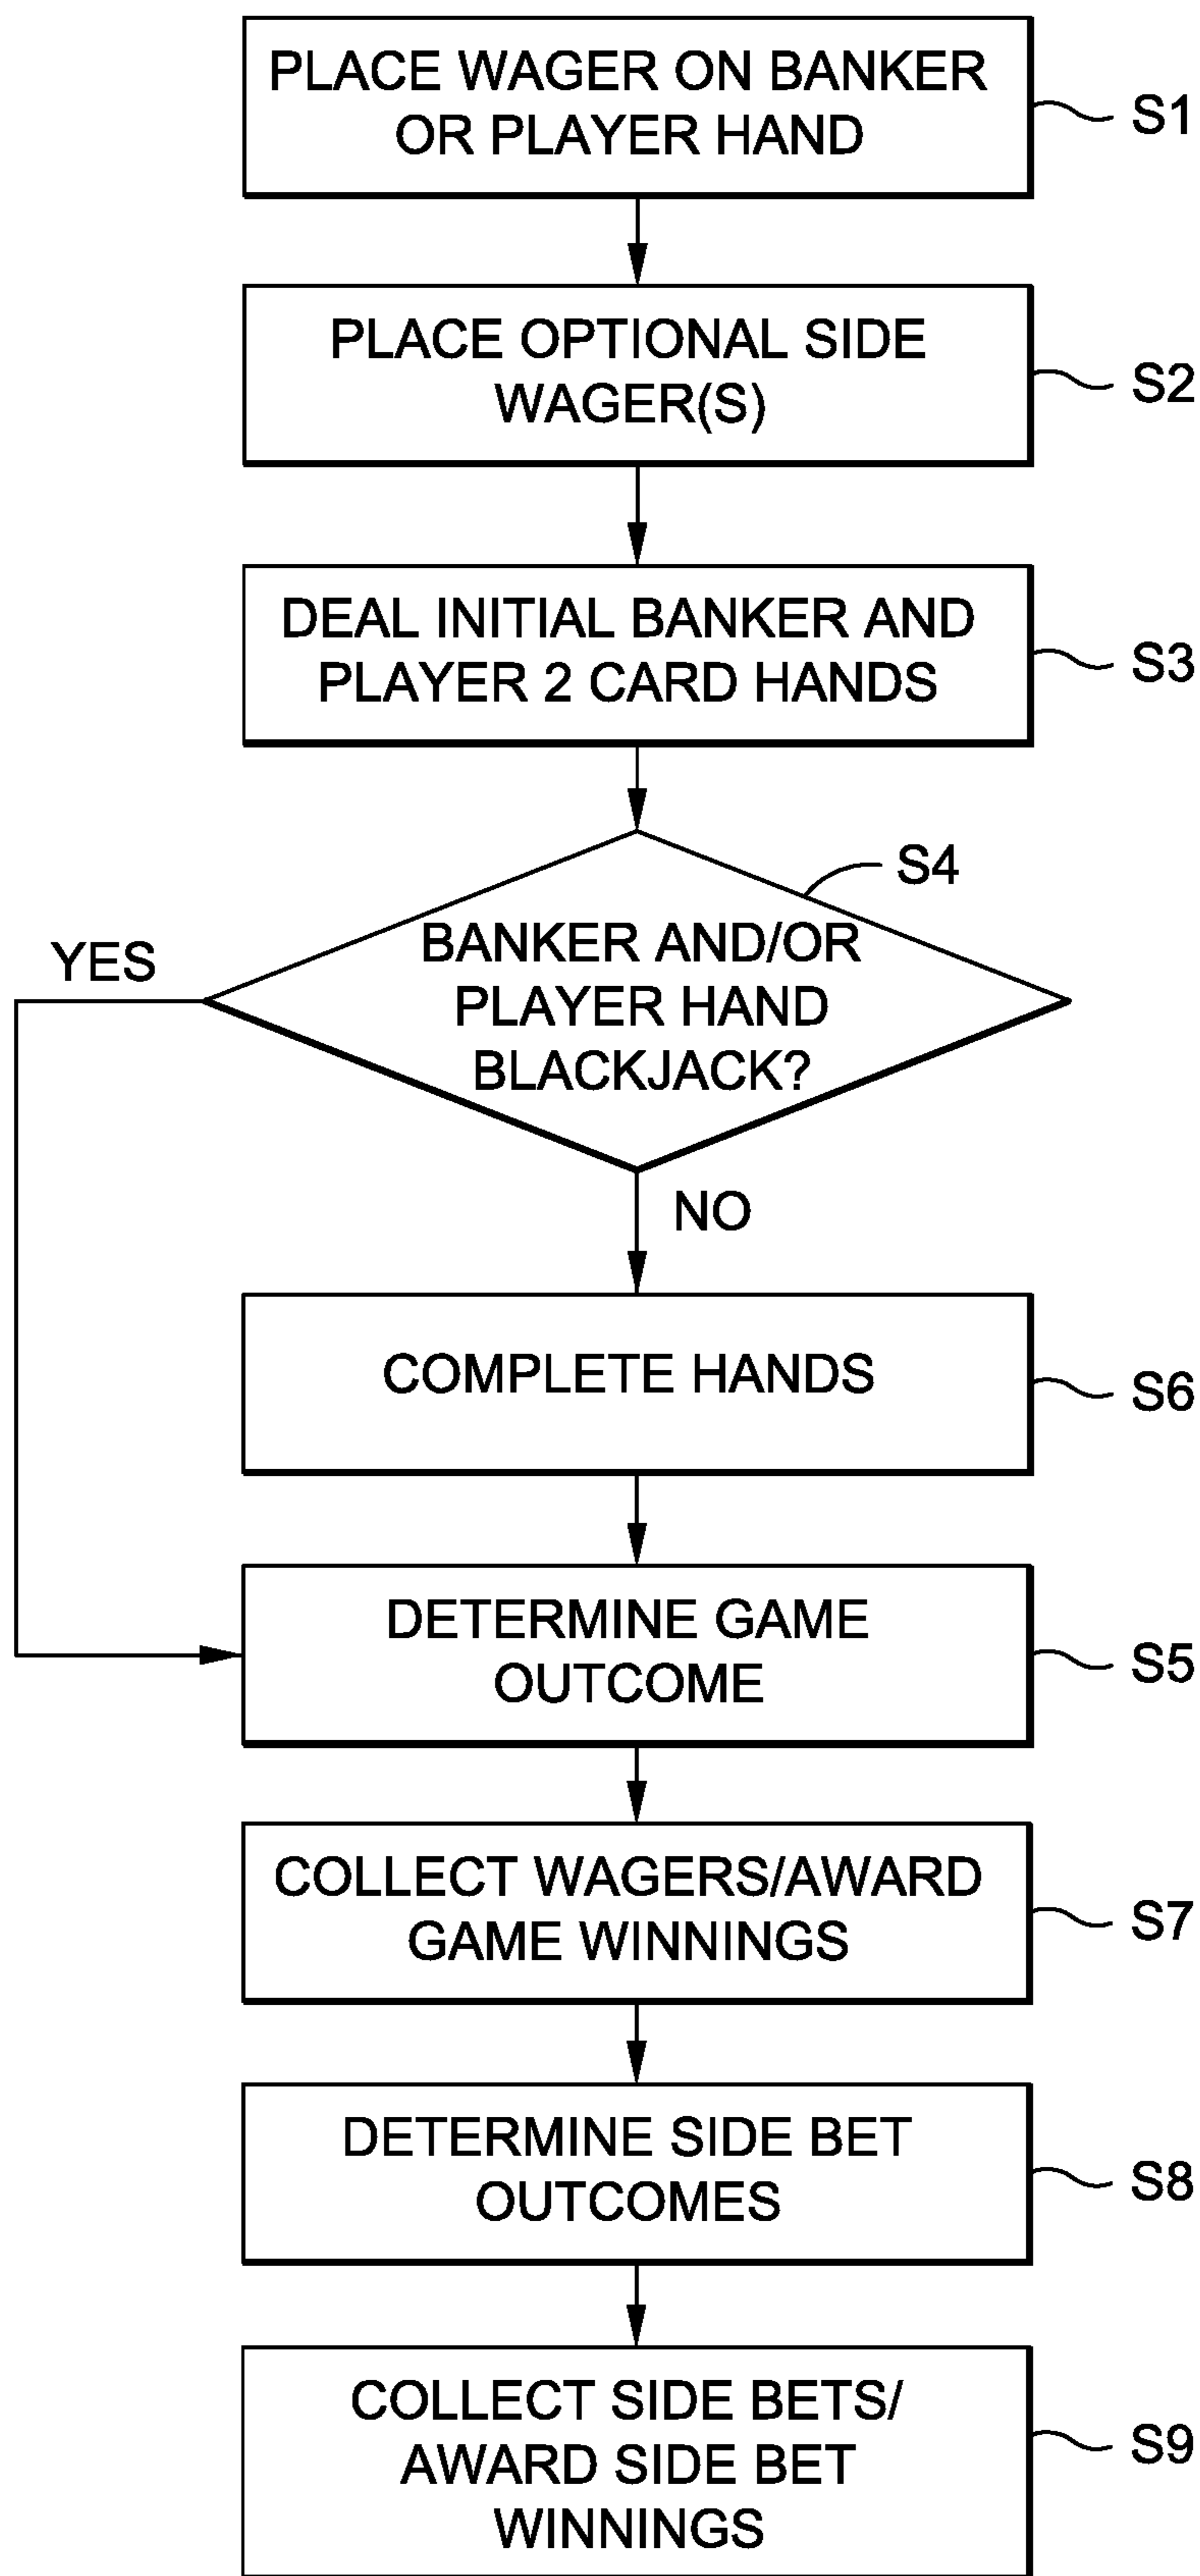 PLACE WAGER ON BANKER
OR PLAYER HAND
S1
PLACE OPTIONAL SIDE
WAGER(S)
S2
DEAL INITIAL BANKER AND
PLAYER 2 CARD HANDS
S3
S4
BANKER AND/OR
PLAYER HAND
BLACKJACK?
YES
NO
COMPLETE HANDS
S6
DETERMINE GAME
OUTCOME
S5
COLLECT WAGERS/AWARD
GAME WINNINGS
S7
DETERMINE SIDE BET
OUTCOMES
S8
COLLECT SIDE BETS/
AWARD SIDE BET
WINNINGS
S9